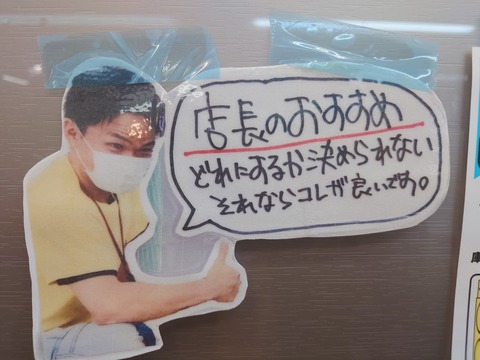 店長のおすすめ
どれにするか決められない
それならコレが良いです。
庫